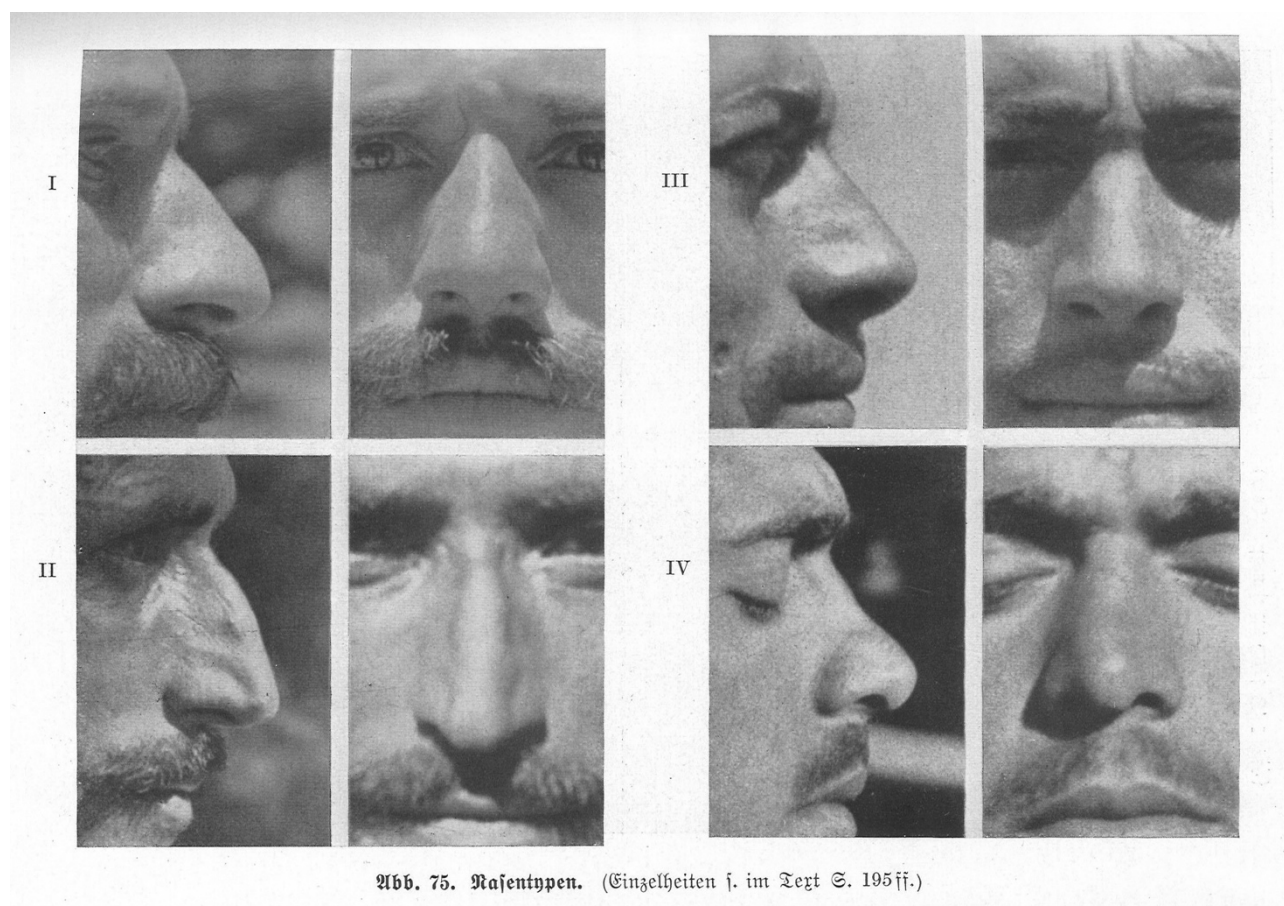 I
III
II
IV
Abb. 75. Nasentypen. (Einzelheiten s. im Text S. 195ff.)